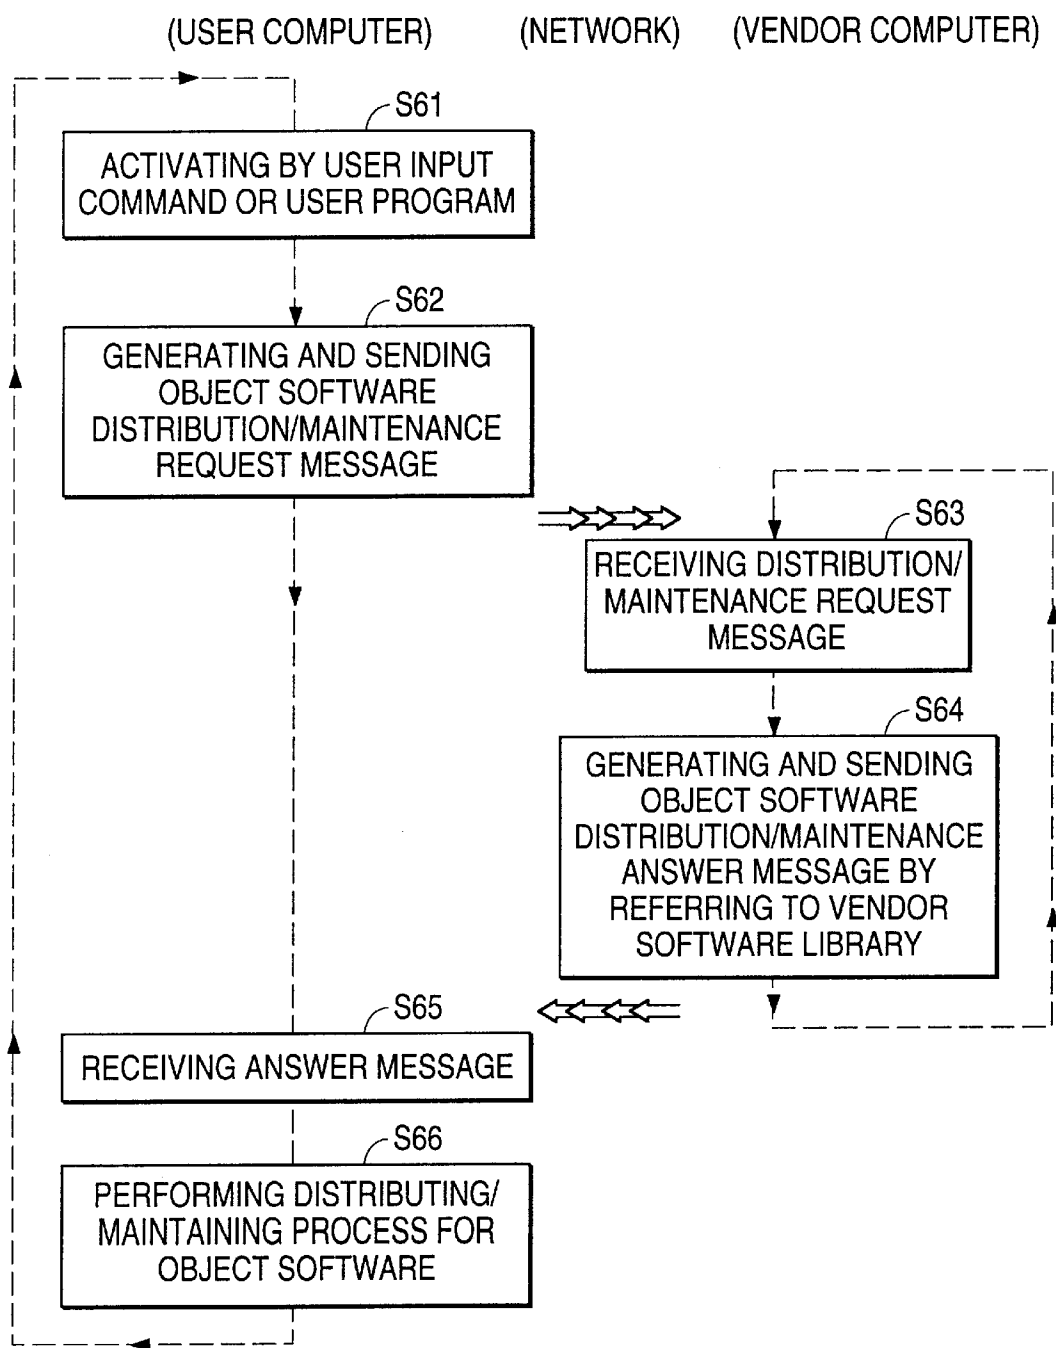 (USER COMPUTER) (NETWORK) (VENDOR COMPUTER)
S61
ACTIVATING BY USER INPUT
COMMAND OR USER PROGRAM
S62
GENERATING AND SENDING
OBJECT SOFTWARE
DISTRIBUTION/MAINTENANCE
REQUEST MESSAGE
S63
RECEIVING DISTRIBUTION/
MAINTENANCE REQUEST
MESSAGE
S64
GENERATING AND SENDING
OBJECT SOFTWARE
DISTRIBUTION/MAINTENANCE
ANSWER MESSAGE BY
REFERRING TO VENDOR
SOFTWARE LIBRARY
S65
RECEIVING ANSWER MESSAGE
S66
PERFORMING DISTRIBUTING/
MAINTAINING PROCESS FOR
OBJECT SOFTWARE